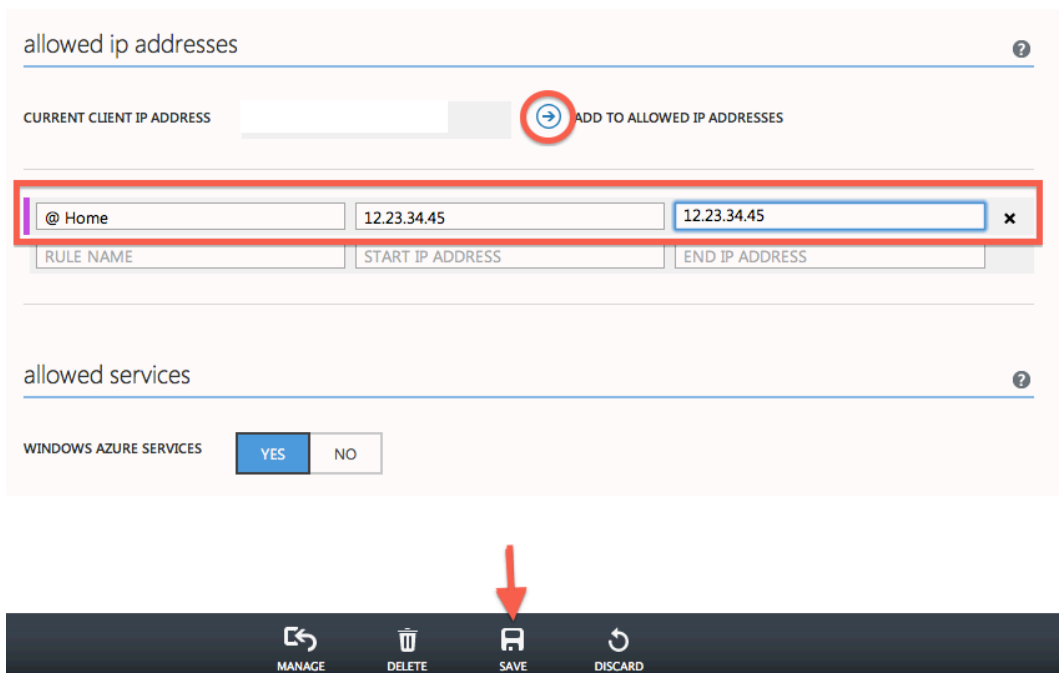 allowed ip addresses
CURRENT CLIENT IP ADDRESS ADD TO ALLOWED IP ADDRESSES
@ Home 12.23.34.45 12.23.34.45
RULE NAME START IP ADDRESS END IP ADDRESS
allowed services
WINDOWS AZURE SERVICES YES NO
MANAGE DELETE SAVE DISCARD